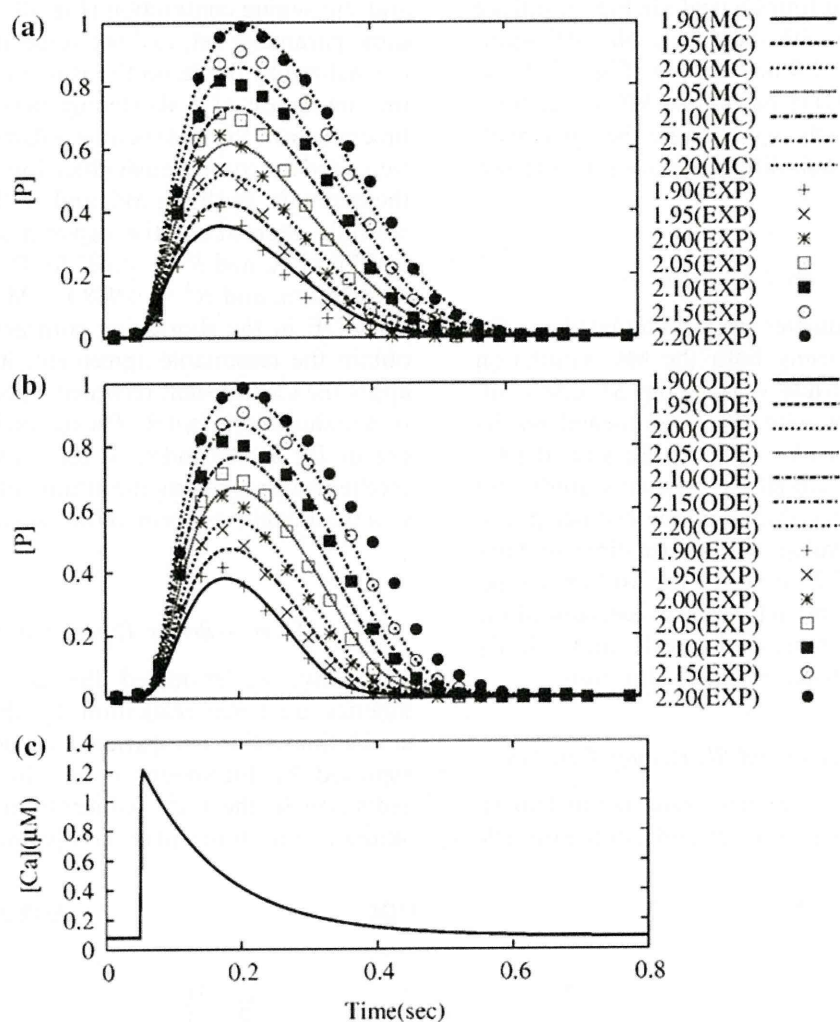 (a)
1
0.8
0.6
0.4
0.2
0
[P]
1.90(MC)
1.95(MC)
2.00(MC)
2.05(MC)
2.10(MC)
2.15(MC)
2.20(MC)
1.90(EXP)
1.95(EXP)
2.00(EXP)
2.05(EXP)
2.10(EXP)
2.15(EXP)
2.20(EXP)
(b)
1
0.8
0.6
0.4
0.2
0
[P]
1.90(ODE)
1.95(ODE)
2.00(ODE)
2.05(ODE)
2.10(ODE)
2.15(ODE)
2.20(ODE)
1.90(EXP)
1.95(EXP)
2.00(EXP)
2.05(EXP)
2.10(EXP)
2.15(EXP)
2.20(EXP)
(c)
1.4
1.2
1
0.8
0.6
0.4
0.2
0
[Ca](μM)
0 0.2 0.4 0.6 0.8
Time(sec)